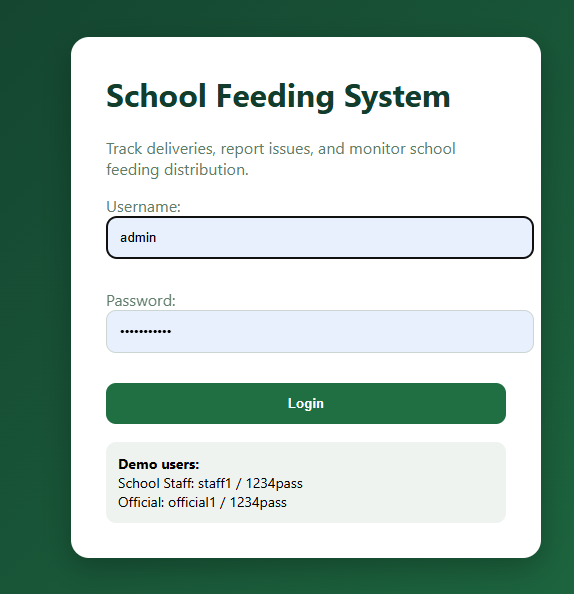 School Feeding System
Track deliveries, report issues, and monitor school
feeding distribution.
Username:
admin
Password:
•••••••••••
Login
Demo users:
School Staff: staff1 / 1234pass
Official: official1 / 1234pass